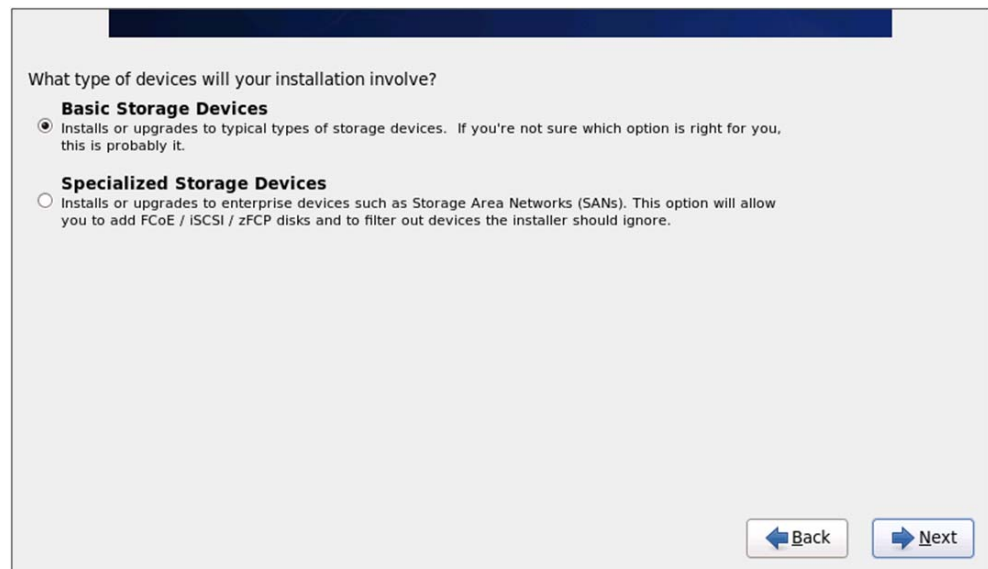 What type of devices will your installation involve?
Basic Storage Devices
Installs or upgrades to typical types of storage devices.  If you're not sure which option is right for you,
this is probably it.
Specialized Storage Devices
Installs or upgrades to enterprise devices such as Storage Area Networks (SANs). This option will allow
you to add FCoE / iSCSI / zFCP disks and to filter out devices the installer should ignore.
Back
Next